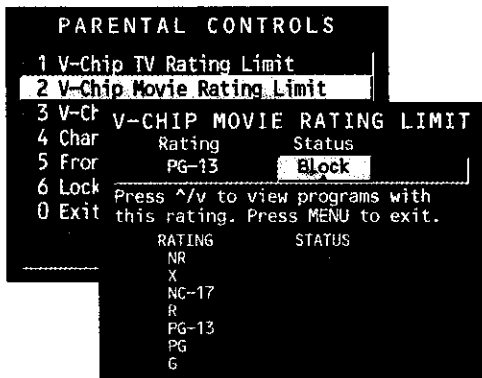 PARENTAL CONTROLS
1 V-Chip TV Rating Limit
2 V-Chip Movie Rating Limit
3 V-Ch
4 Char
5 Fror
6 Lock
0 Exit
V-CHIP MOVIE RATING LIMIT
Rating Status
PG-13 Block
Press ^/v to view programs with
this rating. Press MENU to exit.
RATING STATUS
NR
X
NC-17
R
PG-13
PG
G